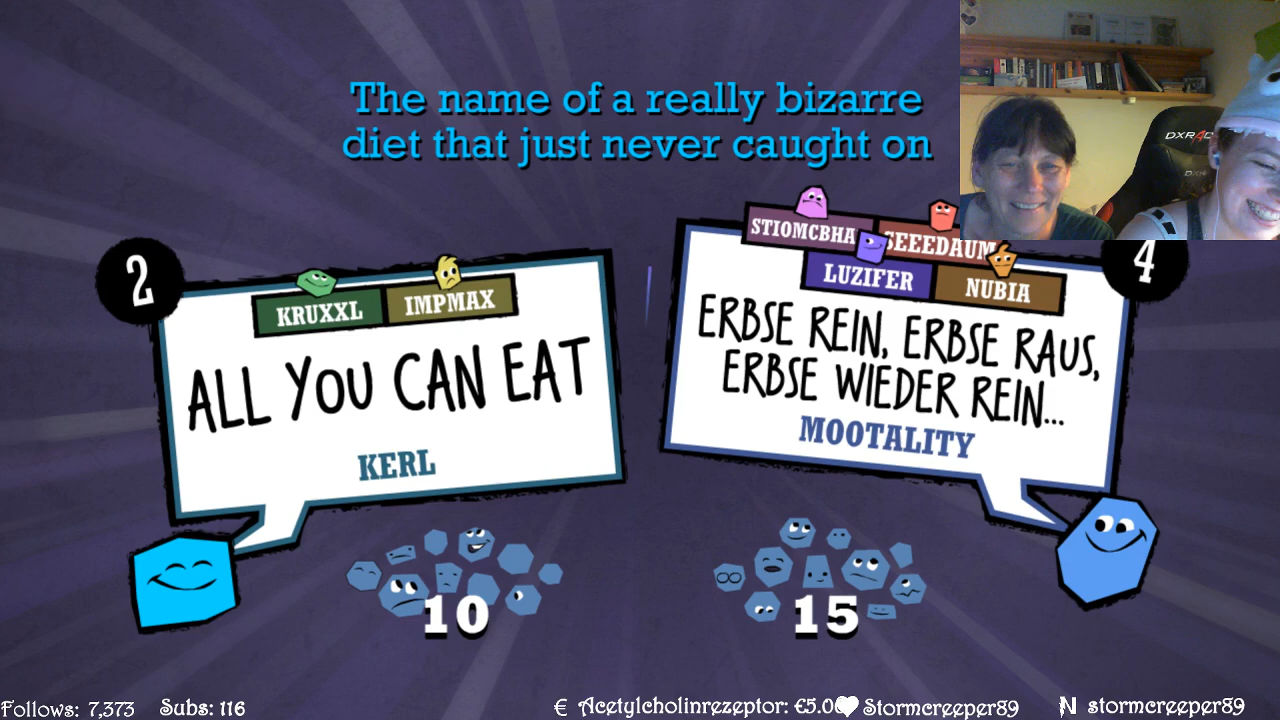 The name of a really bizarre
diet that just never caught on
DXR
2
KRUXXL
IMPMAX
ALL YOU CAN EAT
KERL
4
STIOMCBHA
SEEEDAUM
LUZIFER
NUBIA
ERBSE REIN, ERBSE RAUS,
ERBSE WIEDER REIN...
MOOTALITY
10
15
Follows: 7,373
Subs: 116
€ Acetylcholinrezeptor: €5.0
Stormcreeper89
N stormcreeper89